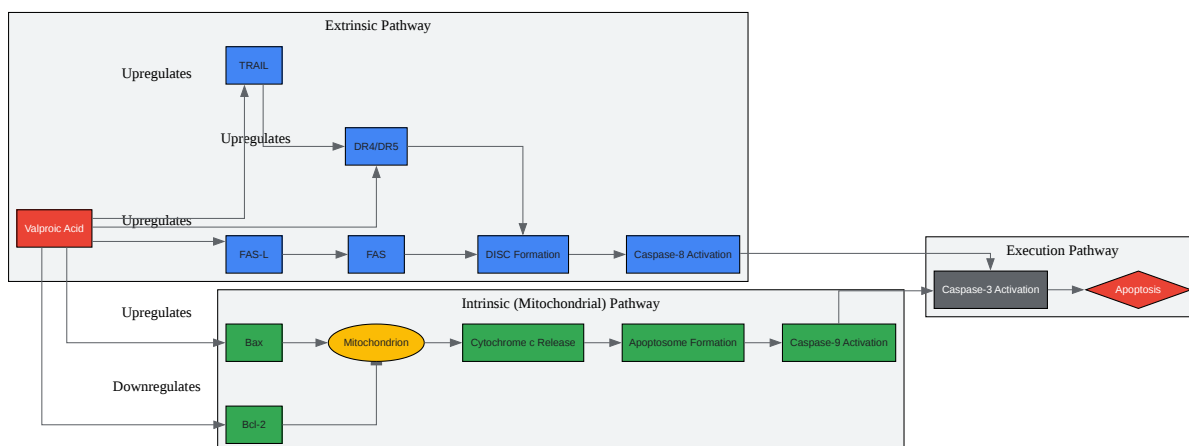 Extrinsic Pathway
Upregulates
TRAIL
Upregulates
DR4/DR5
Valproic Acid
Upregulates
FAS-L
FAS
DISC Formation
Caspase-8 Activation
Execution Pathway
Caspase-3 Activation
Apoptosis
Intrinsic (Mitochondrial) Pathway
Upregulates
Bax
Mitochondrion
Cytochrome c Release
Apoptosome Formation
Caspase-9 Activation
Downregulates
Bcl-2